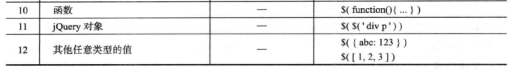 10 函数 — $( function(){ ... } )
11 jQuery 对象 — $( $( ' div p ' ) )
12 其他任意类型的值 — $( { abc: 123 } )
$( [ 1, 2, 3 ] )